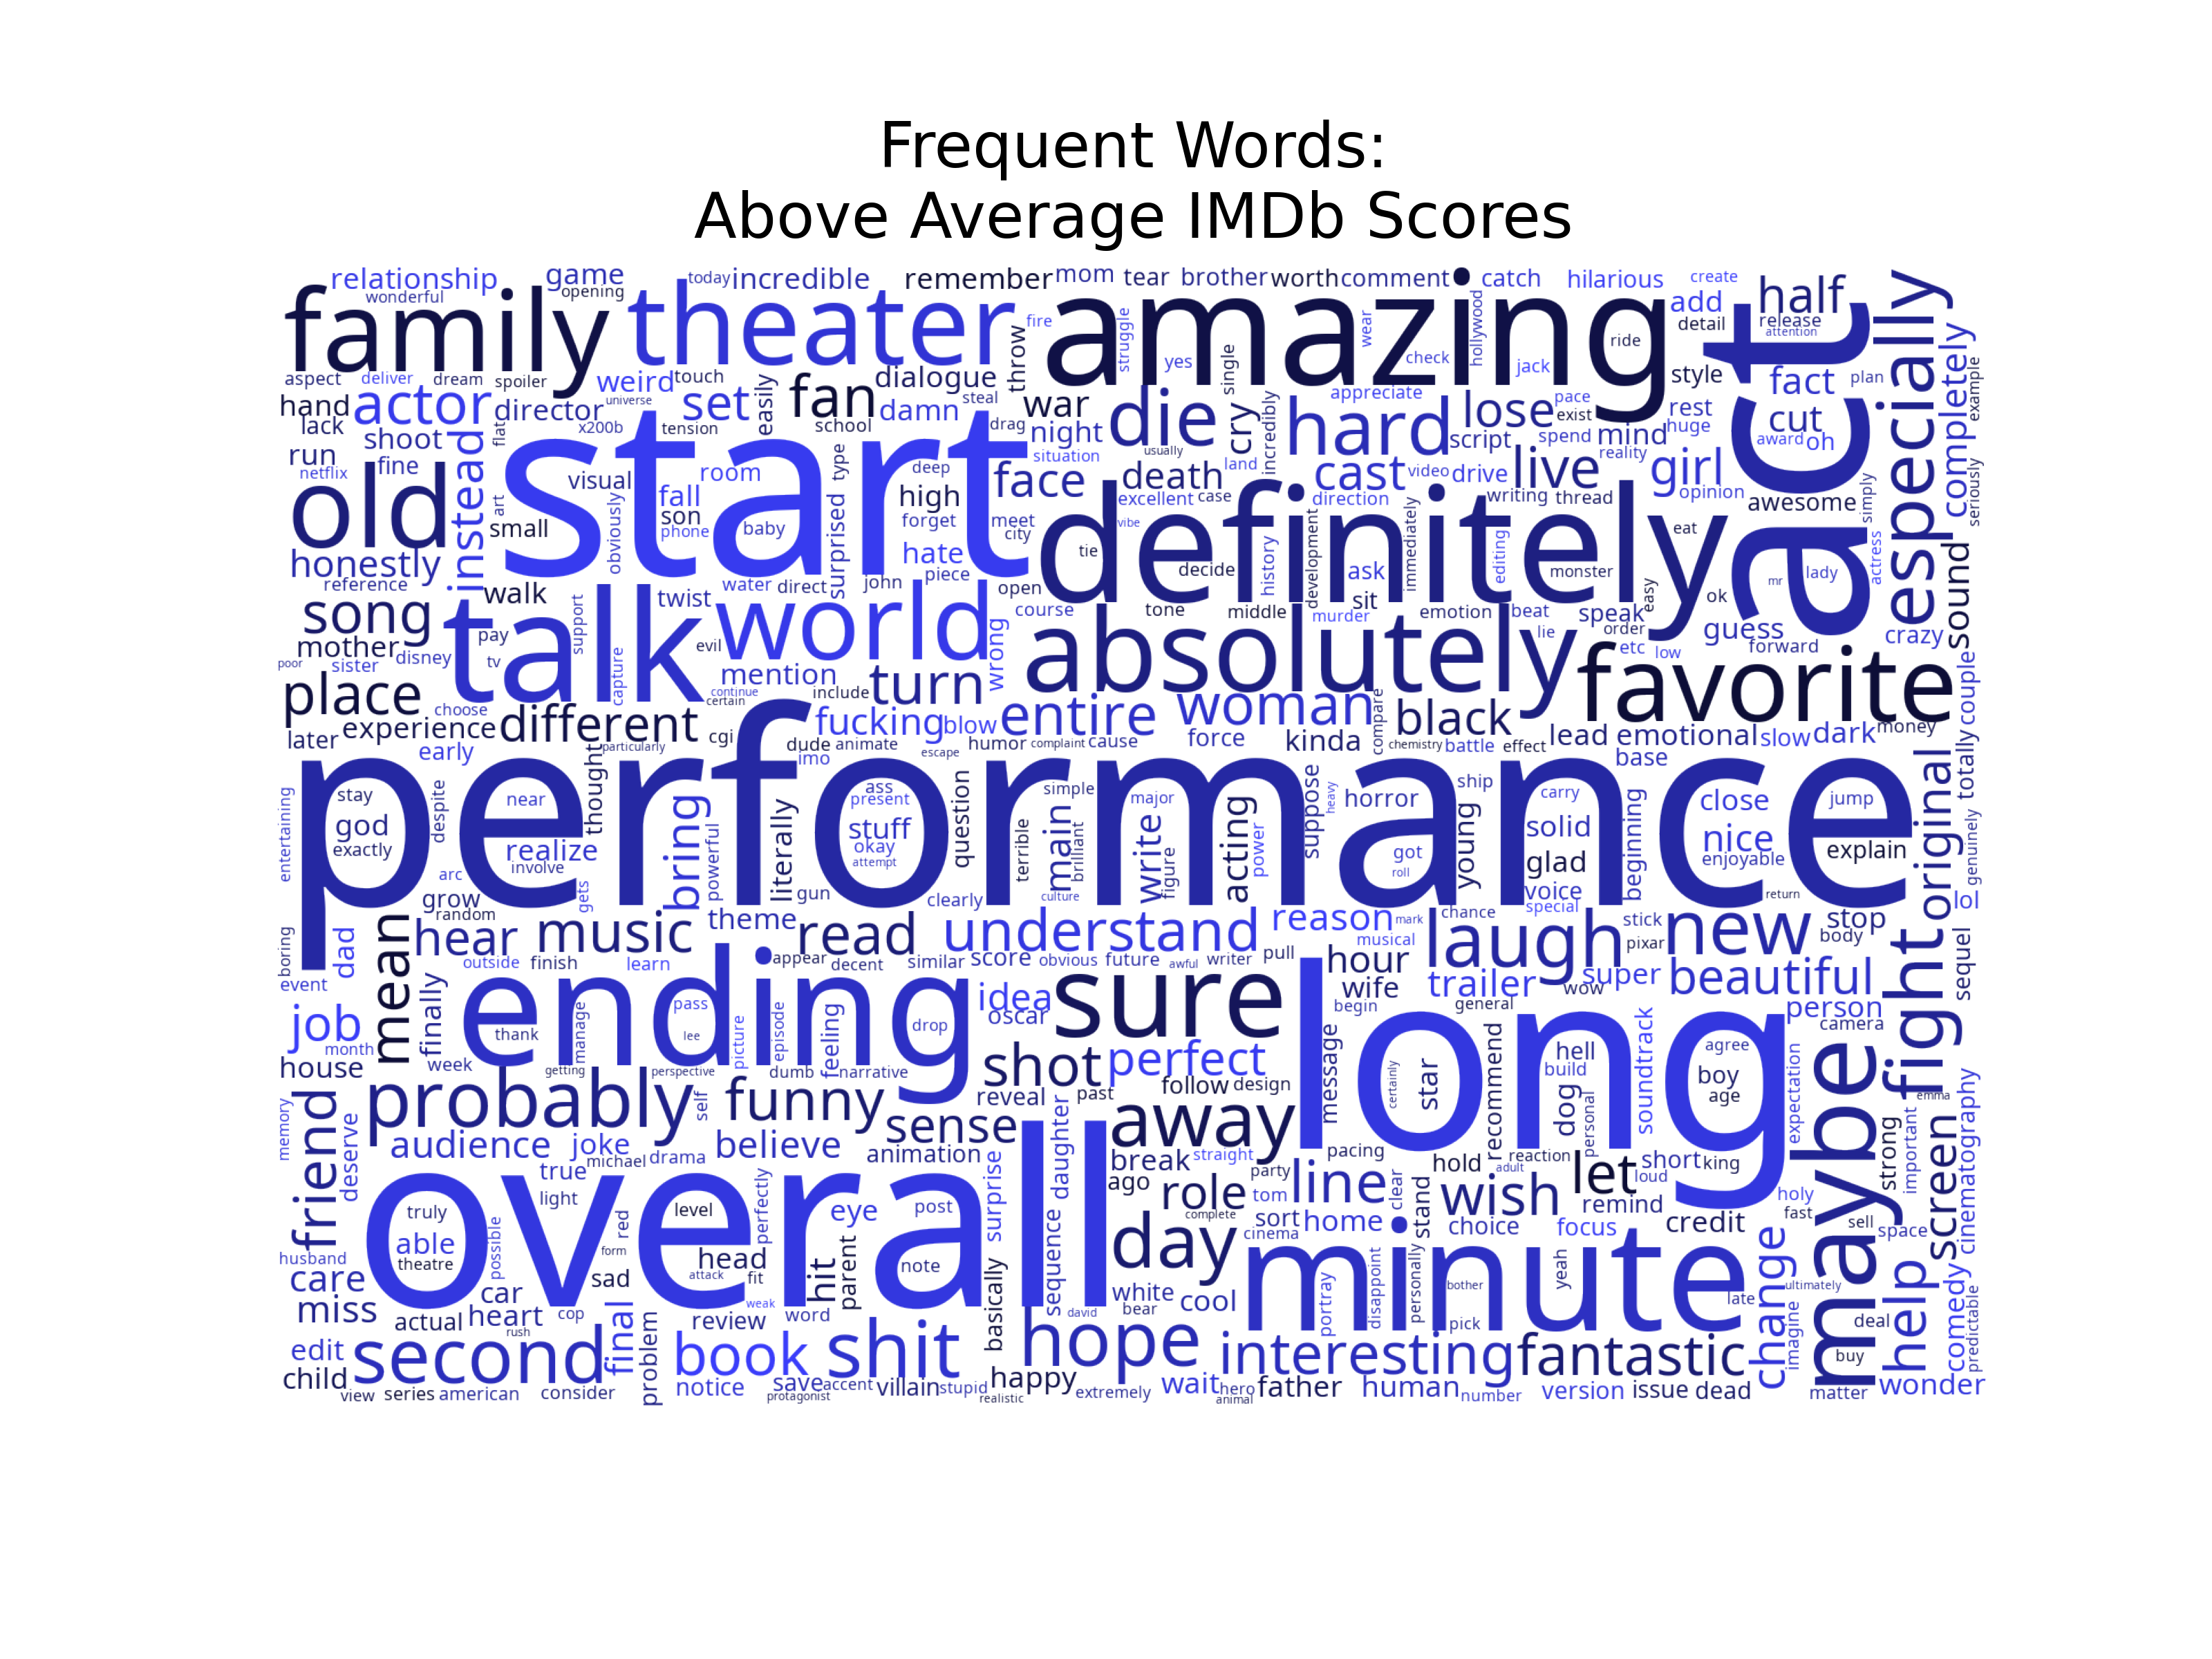 Frequent Words:
Above Average IMDb Scores
relationship game today incredible remember mom tear brother worth comment catch hilarious create half
wonderful opening family theater amazing add detail release attention especially
fire struggle yes single wear check hollywood jack ride act
aspect deliver dream spoiler weird touch throw style fact plan completely example
hand actor director universe set easily fan dialogue steal damn war die cry appreciate hard lose pace exist rest huge cut
lack shoot flat start x200b tension school drag night incredibly script spend mind award oh
run fine instead netflix situation usually land cast video drive live reality girl opinion
old art visual room fall type deep high face death excellent case direction writing thread awesome simply seriously
small obviously son phone baby surprised forget meet city vibe definitely eat
honestly reference hate tie decide history development ask immediately editing monster easy mr lady actress sound
song walk twist water direct john piece open course tone middle sit murder emotion beat speak ok
mother talk support world wrong absolutely lie order guess crazy
poor sister disney pay tv evil capture mention etc low forward
place choose continue certain include turn woman compare black favorite couple
later experience different cgi fucking blow entire force kinda lead emotional slow dark money
early particularly thought dude imo animate escape humor complaint cause chemistry battle effect base totally
performance
entertaining stay despite near ass present simple major suppose heavy horror ship carry close jump original
god exactly realize involve bring powerful literally stuff okay attempt question terrible main brilliant write figure acting power got roll young solid glad beginning nice enjoyable explain genuinely
arc grow random gets gun clearly culture voice special return lol
boring event dad mean hear music theme read understand reason mark chance laugh stick pixar new stop body sequel
outside finish learn appear decent similar score obvious future awful writer pull musical hour trailer super beautiful
job month finally ending pass lee thank manage picture episode feeling drop idea oscar sure wife begin general wow person camera fight
house week getting perspective dumb narrative shot perfect long message certainly star recommend hell build dog personal soundtrack agree boy age expectation maybe
memory friend deserve probably self funny sense reveal past follow design away emma cinematography
audience joke believe animation daughter break straight pacing hold adult reaction let short king strong important screen
true michael drama surprise ago party role tom line clear wish remind loud holy fast
overall truly able theatre light possible red level perfectly eye post sequence day complete sort home cinema stand choice focus credit sell space
husband care sad form head attack fit hit parent note basically white minute portray disappoint personally bother yeah late change ultimately help comedy
miss actual heart car cop rush final weak problem review word david bear cool pick imagine deal predictable
edit second book shit hope interesting fantastic buy
child view series american consider notice save accent protagonist villain stupid happy realistic extremely wait hero animal father human number version issue dead matter wonder